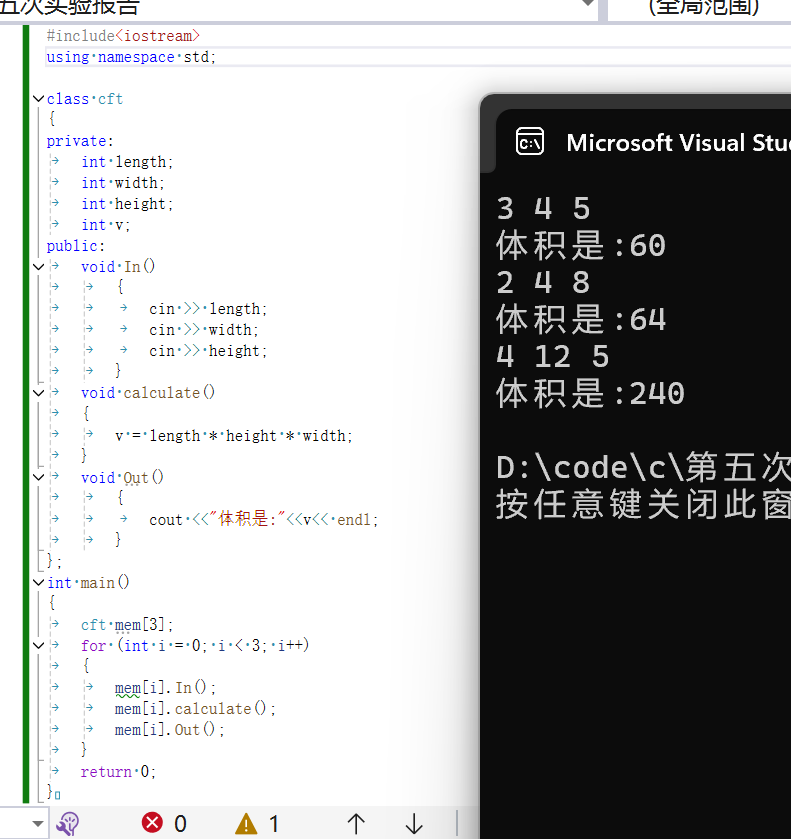 五次实验报告
(全局范围)
#include<iostream>
using namespace std;
class cft
{
private:
int length;
int width;
int height;
int v;
public:
void In()
{
cin >> length;
cin >> width;
cin >> height;
}
void calculate()
{
v = length * height * width;
}
void Out()
{
cout <<"体积是:"<<v<< endl;
}
};
int main()
{
cft mem[3];
for (int i = 0; i < 3; i++)
{
mem[i].In();
mem[i].calculate();
mem[i].Out();
}
return 0;
}
0
1
Microsoft Visual Stu
3 4 5
体积是:60
2 4 8
体积是:64
4 12 5
体积是:240
D:\code\c\第五次
按任意键关闭此窗